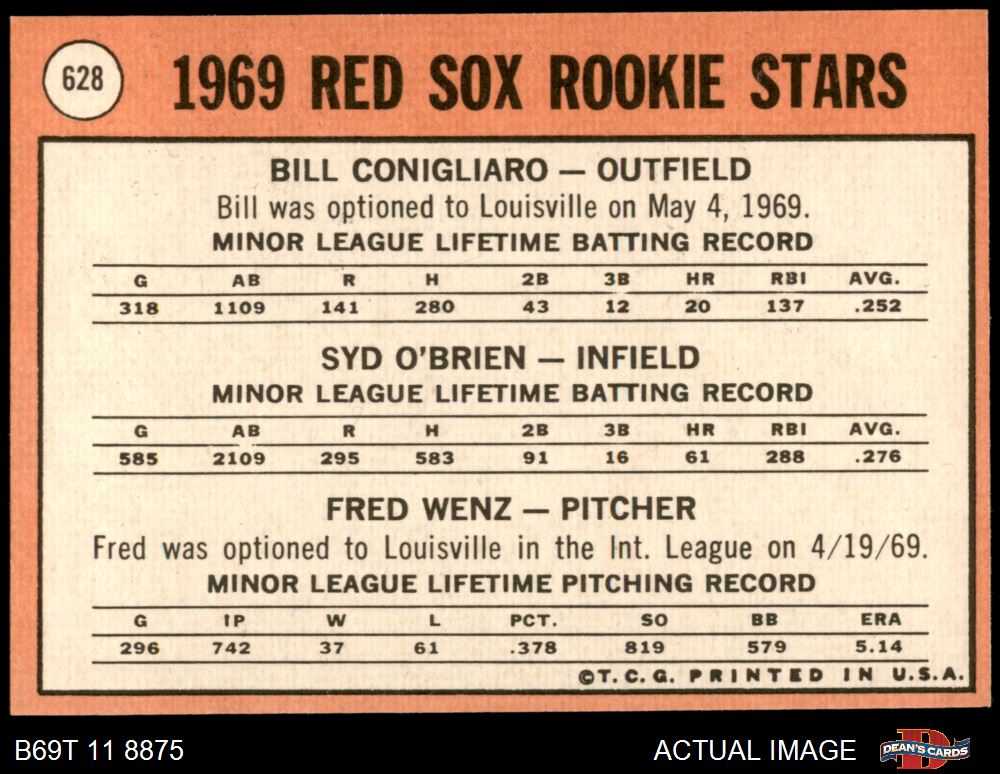 628
1969 RED SOX ROOKIE STARS
BILL CONIGLIARO — OUTFIELD
Bill was optioned to Louisville on May 4, 1969.
MINOR LEAGUE LIFETIME BATTING RECORD
G AB R H 2B 3B HR RBI AVG.
318 1109 141 280 43 12 20 137 .252
SYD O'BRIEN — INFIELD
MINOR LEAGUE LIFETIME BATTING RECORD
G AB R H 2B 3B HR RBI AVG.
585 2109 295 583 91 16 61 288 .276
FRED WENZ — PITCHER
Fred was optioned to Louisville in the Int. League on 4/19/69.
MINOR LEAGUE LIFETIME PITCHING RECORD
G IP W L PCT. SO BB ERA
296 742 37 61 .378 819 579 5.14
©T.C.G. PRINTED IN U.S.A.
B69T 11 8875
ACTUAL IMAGE
B
DEAN'S CARDS